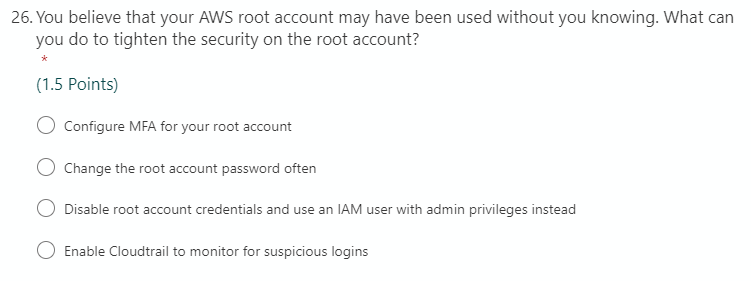 26. You believe that your AWS root account may have been used without you knowing. What can
you do to tighten the security on the root account?
*
(1.5 Points)
Configure MFA for your root account
Change the root account password often
Disable root account credentials and use an IAM user with admin privileges instead
Enable Cloudtrail to monitor for suspicious logins